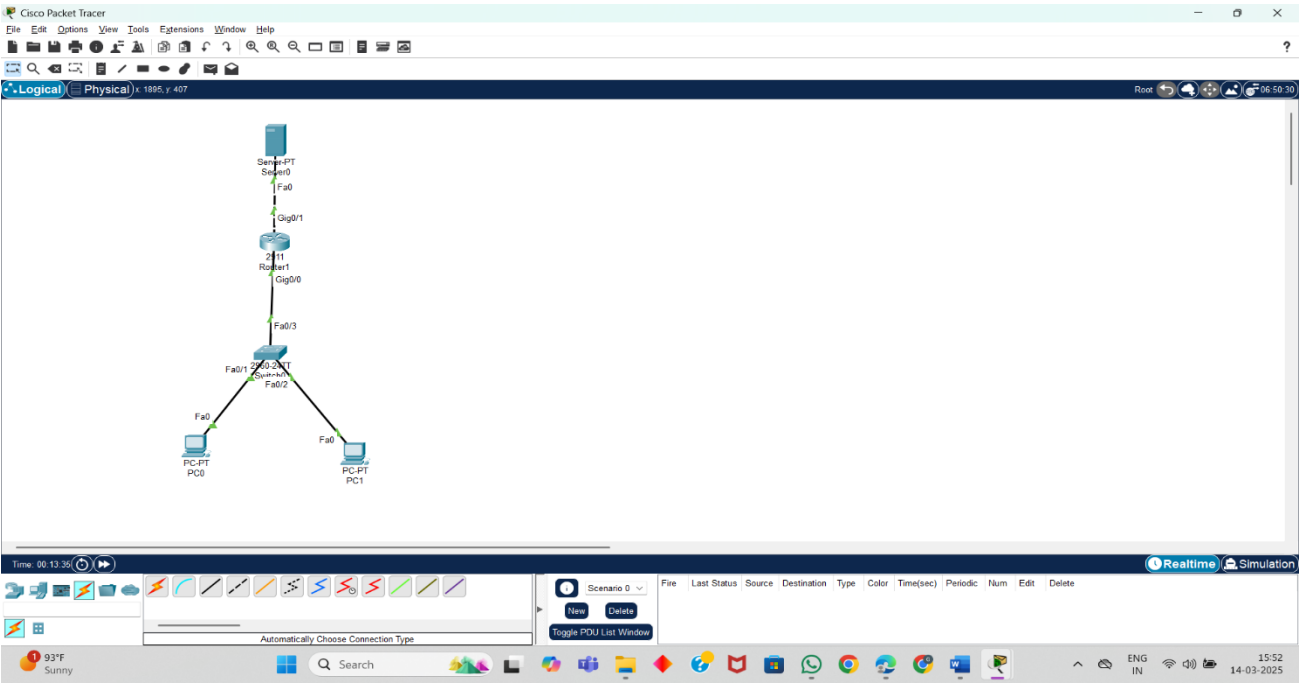 Cisco Packet Tracer
File Edit Options View Tools Extensions Window Help
?
Logical Physical x: 1895, y: 407 Root 06:50:30
Server-PT
Server0
Fa0
Gig0/1
2911
Router1
Gig0/0
Fa0/3
Fa0/1 2960-24TT
Switch0
Fa0/2
Fa0
Fa0
PC-PT
PC0
PC-PT
PC1
Time: 00:13:35 Realtime Simulation
Scenario 0 Fire Last Status Source Destination Type Color Time(sec) Periodic Num Edit Delete
New Delete
Toggle PDU List Window
Automatically Choose Connection Type
1 93°F
Sunny
Search
ENG
IN
15:52
14-03-2025